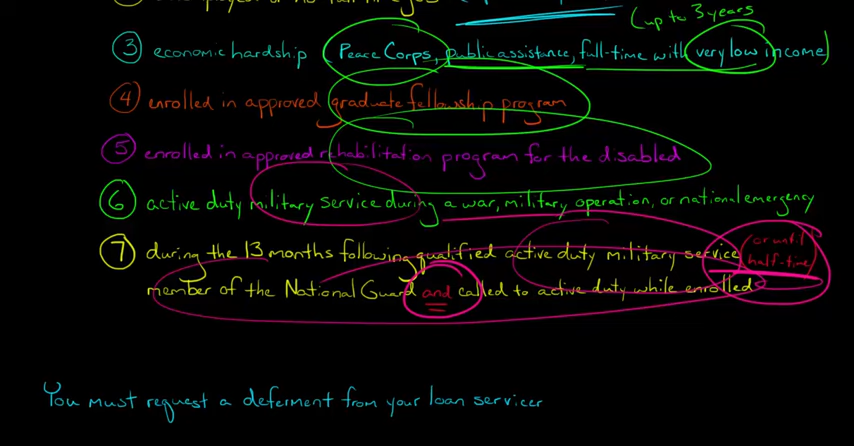 (up to 3 years
③ economic hardship (Peace Corps, public assistance, full-time with very low income)
④ enrolled in approved graduate fellowship program
⑤ enrolled in approved rehabilitation program for the disabled
⑥ active duty military service during a war, military operation, or national emergency
⑦ during the 13 months following qualified active duty military service (or until half-time)
member of the National Guard and called to active duty while enrolled
You must request a deferment from your loan servicer